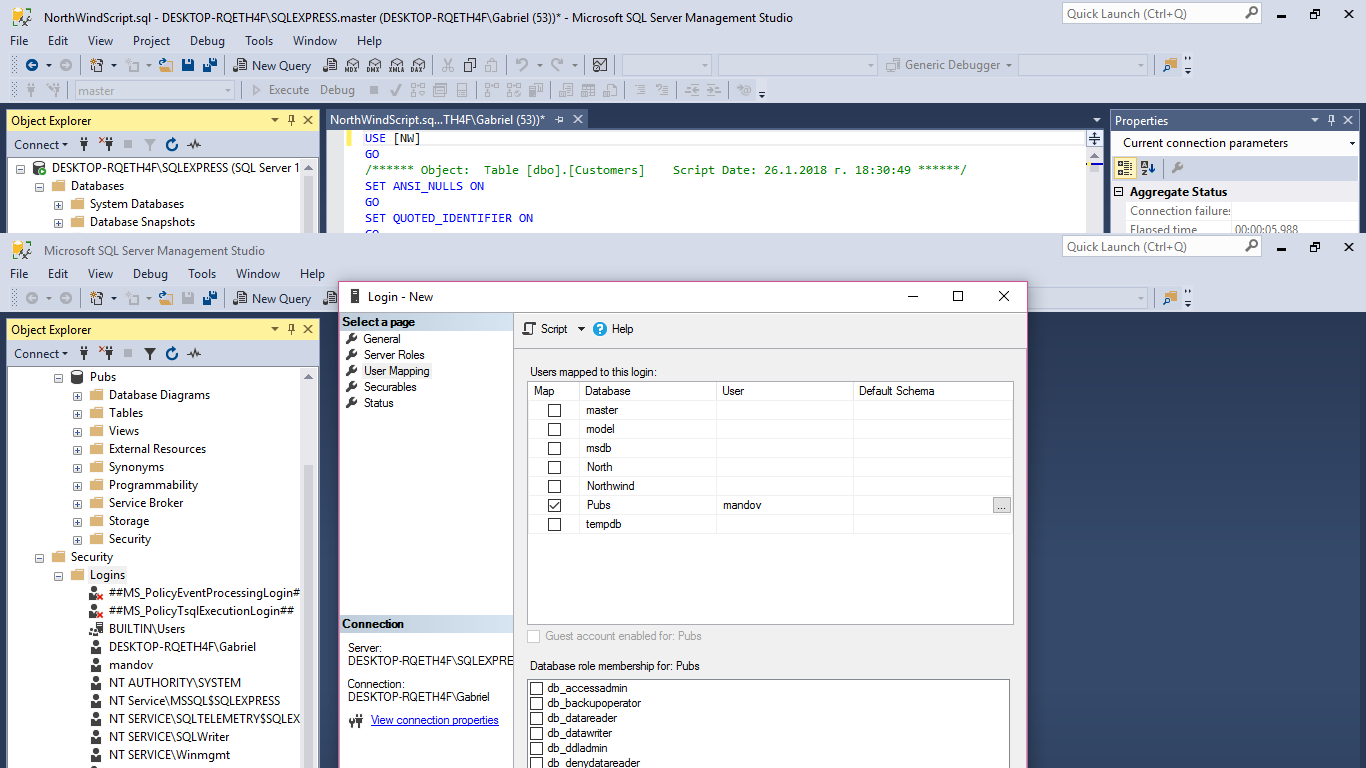 NorthWindScript.sql - DESKTOP-RQETH4F\SQLEXPRESS.master (DESKTOP-RQETH4F\Gabriel (53))* - Microsoft SQL Server Management Studio
Quick Launch (Ctrl+Q)
File Edit View Project Debug Tools Window Help
New Query MDX DMX XMLA DAX Generic Debugger
master Execute Debug
Object Explorer
NorthWindScript.sq...TH4F\Gabriel (53))*
Properties
Connect
USE [NW]
GO
/****** Object:  Table [dbo].[Customers]    Script Date: 26.1.2018 г. 18:30:49 ******/
SET ANSI_NULLS ON
GO
SET QUOTED_IDENTIFIER ON
GO
DESKTOP-RQETH4F\SQLEXPRESS (SQL Server 1
Databases
System Databases
Database Snapshots
Current connection parameters
Aggregate Status
Connection failures
Elapsed time 00:00:05.988
Microsoft SQL Server Management Studio
Quick Launch (Ctrl+Q)
File Edit View Debug Tools Window Help
New Query
Object Explorer
Connect
Pubs
Database Diagrams
Tables
Views
External Resources
Synonyms
Programmability
Service Broker
Storage
Security
Security
Logins
##MS_PolicyEventProcessingLogin#
##MS_PolicyTsqlExecutionLogin##
BUILTIN\Users
DESKTOP-RQETH4F\Gabriel
mandov
NT AUTHORITY\SYSTEM
NT Service\MSSQL$SQLEXPRESS
NT SERVICE\SQLTELEMETRY$SQLEX
NT SERVICE\SQLWriter
NT SERVICE\Winmgmt
Login - New
Select a page
General
Server Roles
User Mapping
Securables
Status
Connection
Server:
DESKTOP-RQETH4F\SQLEXPRE
Connection:
DESKTOP-RQETH4F\Gabriel
View connection properties
Script Help
Users mapped to this login:
Map Database User Default Schema
master
model
msdb
North
Northwind
Pubs mandov ...
tempdb
Guest account enabled for: Pubs
Database role membership for: Pubs
db_accessadmin
db_backupoperator
db_datareader
db_datawriter
db_ddladmin
db_denydatareader